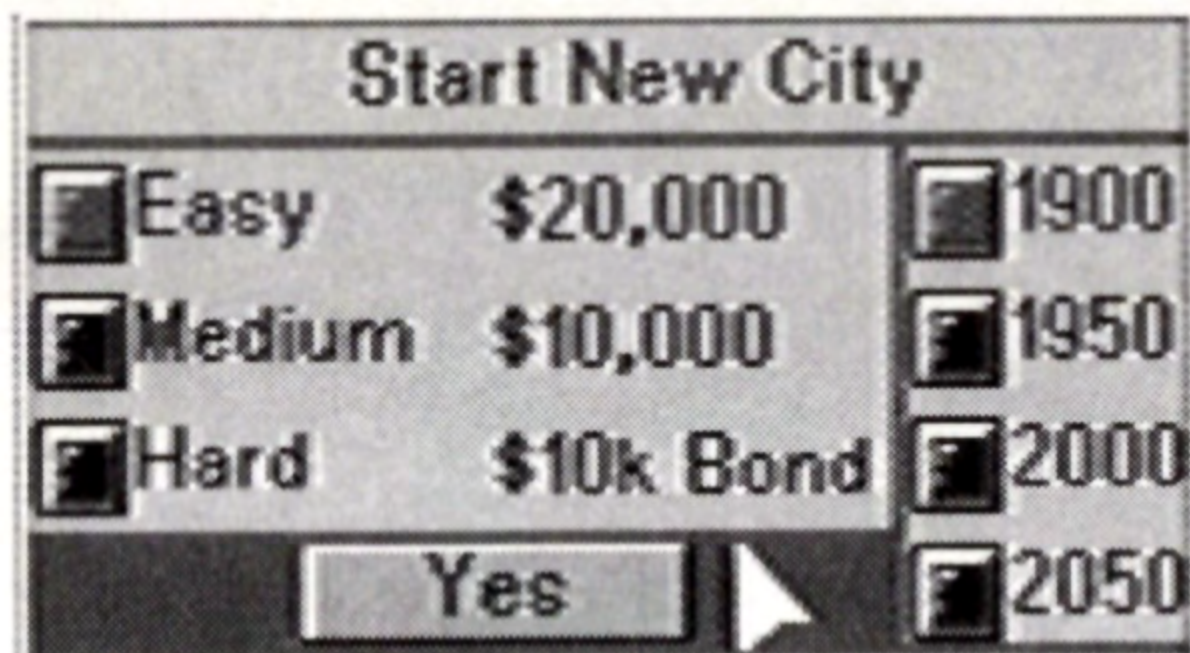 Start New City
Easy $20,000
Medium $10,000
Hard $10k Bond
1900
1950
2000
2050
Yes